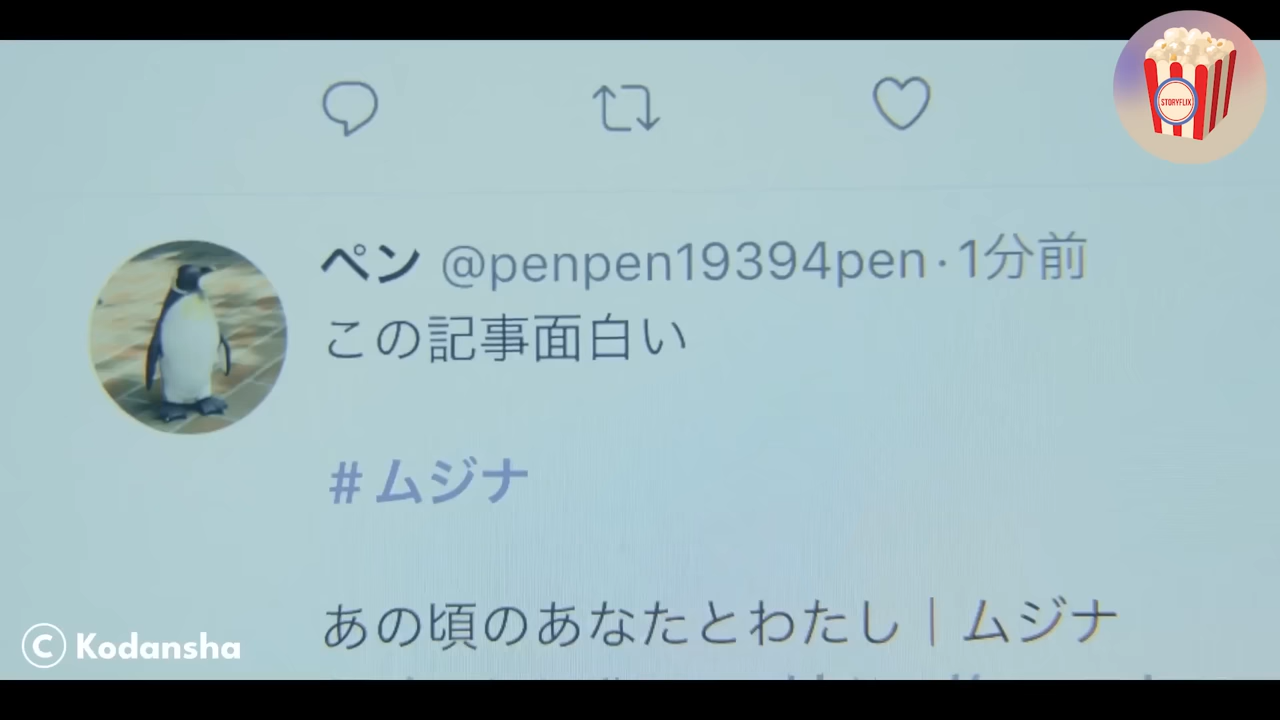 STORYFLIX
ペン @penpen19394pen・1分前
この記事面白い
#ムジナ
あの頃のあなたとわたし｜ムジナ
© Kodansha